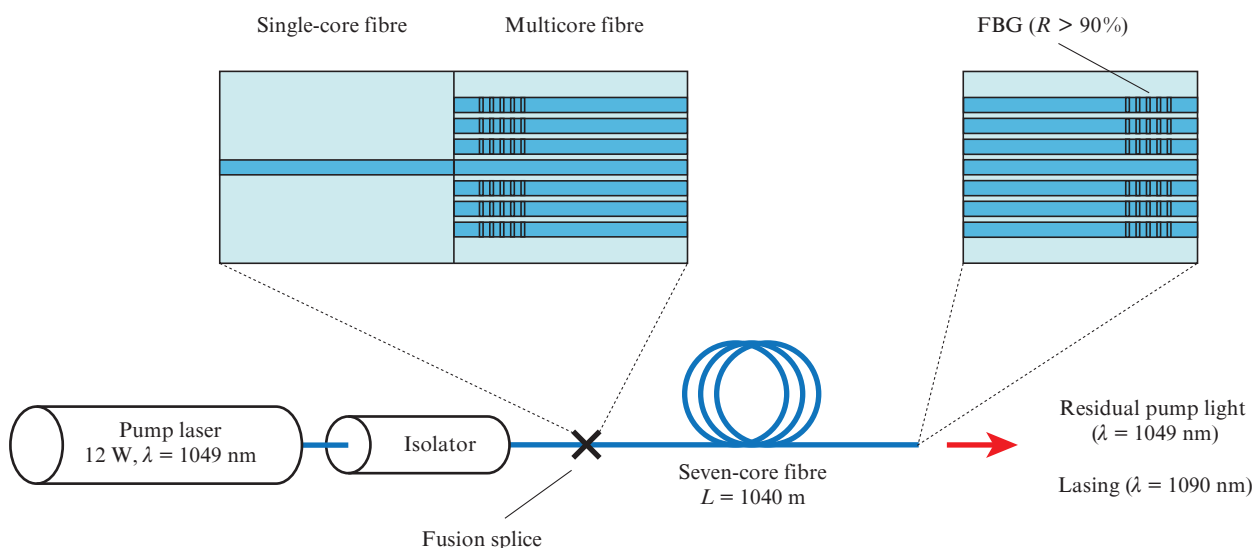 Single-core fibre
Multicore fibre
FBG (R > 90%)
Pump laser
12 W, λ = 1049 nm
Isolator
Seven-core fibre
L = 1040 m
Residual pump light
(λ = 1049 nm)
Lasing (λ = 1090 nm)
Fusion splice